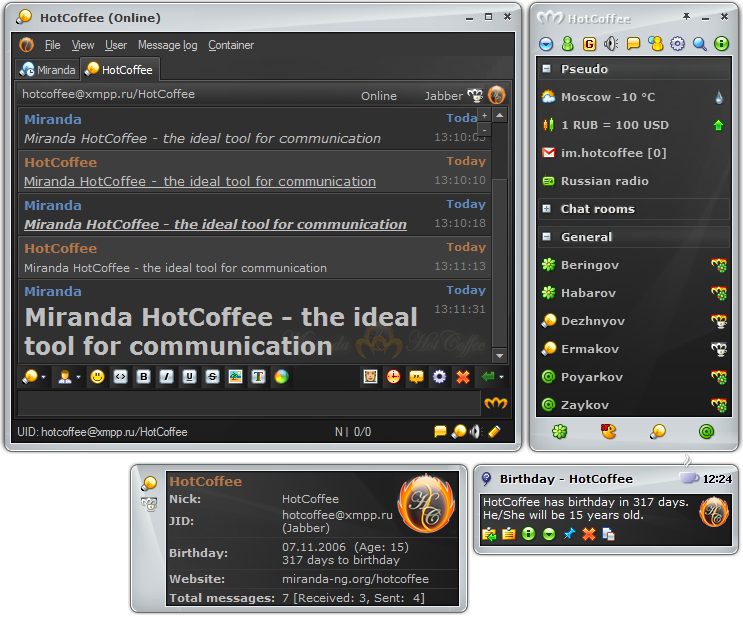 HotCoffee (Online)
File View User Message log Container
Miranda HotCoffee
hotcoffee@xmpp.ru/HotCoffee Online Jabber
Miranda Today
Miranda HotCoffee - the ideal tool for communication 13:10:03
HotCoffee Today
Miranda HotCoffee - the ideal tool for communication 13:10:10
Miranda Today
Miranda HotCoffee - the ideal tool for communication 13:10:18
HotCoffee Today
Miranda HotCoffee - the ideal tool for communication 13:11:13
Miranda Today
Miranda HotCoffee - the ideal 13:11:31
tool for communication
Miranda HotCoffee
UID: hotcoffee@xmpp.ru/HotCoffee N | 0/0
HotCoffee
Pseudo
Moscow -10 °C
1 RUB = 100 USD
im.hotcoffee [0]
Russian radio
Chat rooms
General
Beringov
Habarov
Dezhnyov
Ermakov
Poyarkov
Zaykov
HotCoffee
Nick: HotCoffee
JID: hotcoffee@xmpp.ru
(Jabber)
Birthday: 07.11.2006 (Age: 15)
317 days to birthday
Website: miranda-ng.org/hotcoffee
Total messages: 7 [Received: 3, Sent: 4]
HC
Birthday - HotCoffee 12:24
HotCoffee has birthday in 317 days.
He/She will be 15 years old.
HC